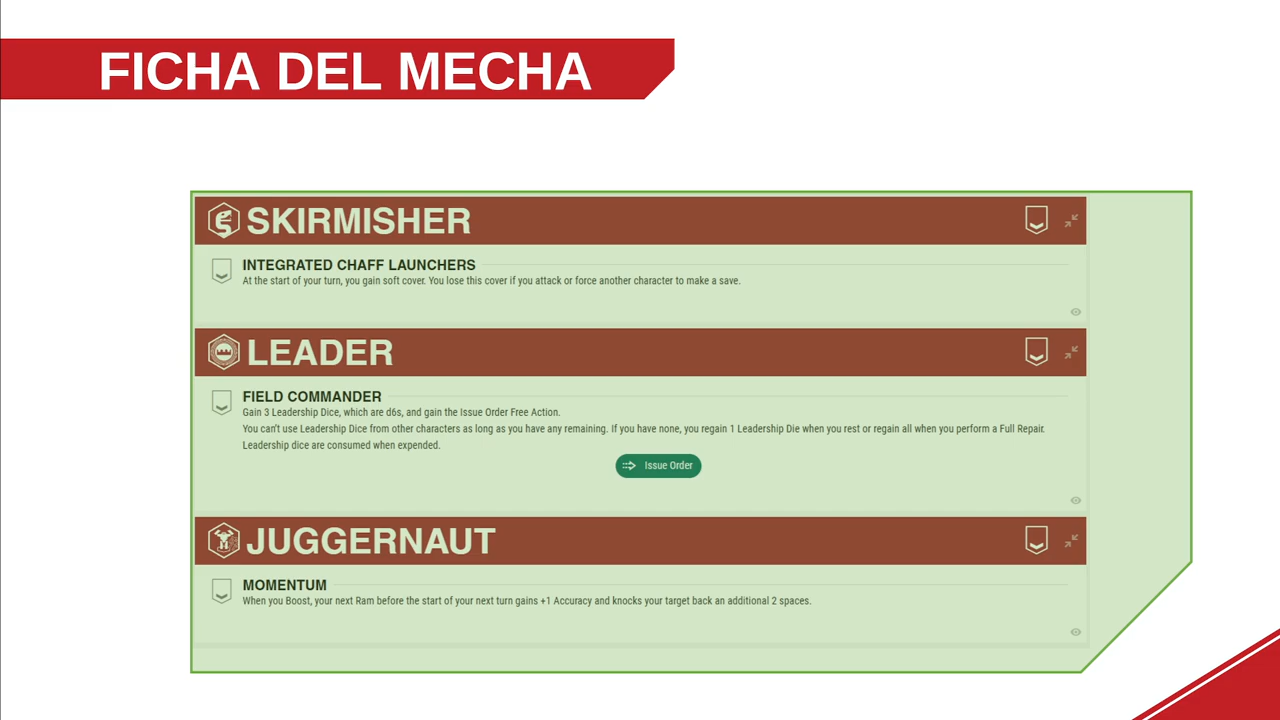 FICHA DEL MECHA
SKIRMISHER
INTEGRATED CHAFF LAUNCHERS
At the start of your turn, you gain soft cover. You lose this cover if you attack or force another character to make a save.
LEADER
FIELD COMMANDER
Gain 3 Leadership Dice, which are d6s, and gain the Issue Order Free Action.
You can't use Leadership Dice from other characters as long as you have any remaining. If you have none, you regain 1 Leadership Die when you rest or regain all when you perform a Full Repair.
Leadership dice are consumed when expended.
Issue Order
JUGGERNAUT
MOMENTUM
When you Boost, your next Ram before the start of your next turn gains +1 Accuracy and knocks your target back an additional 2 spaces.